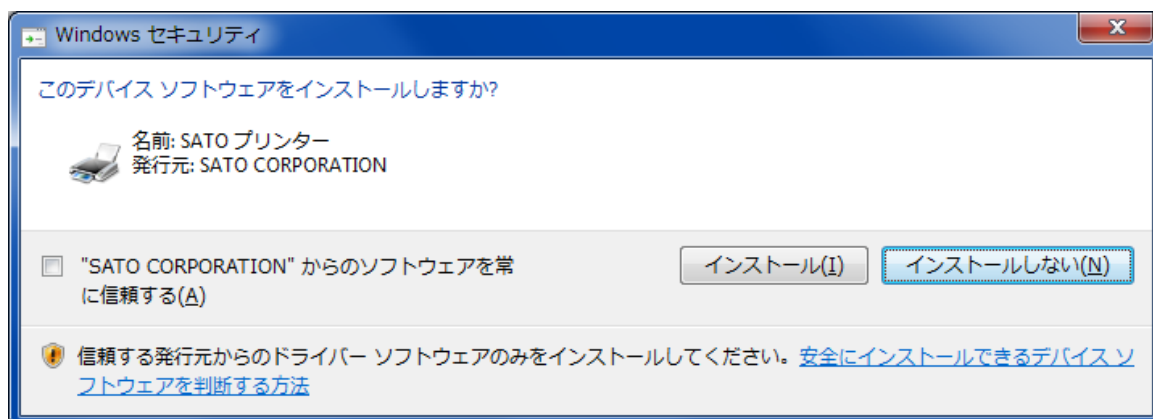 Windows セキュリティ
このデバイス ソフトウェアをインストールしますか?
名前: SATO プリンター
発行元: SATO CORPORATION
"SATO CORPORATION" からのソフトウェアを常
に信頼する(A)
インストール(I)
インストールしない(N)
信頼する発行元からのドライバー ソフトウェアのみをインストールしてください。安全にインストールできるデバイス ソ
フトウェアを判断する方法